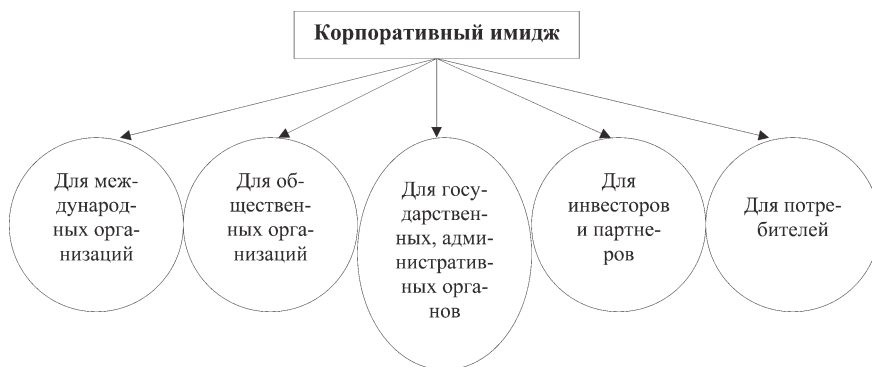 Корпоративный имидж
Для меж-
дународ-
ных орга-
низаций
Для об-
ществен-
ных орга-
низаций
Для госу-
дарствен-
ных, адми-
нистратив-
ных орга-
нов
Для
инвесторов
и партне-
ров
Для потре-
бителей